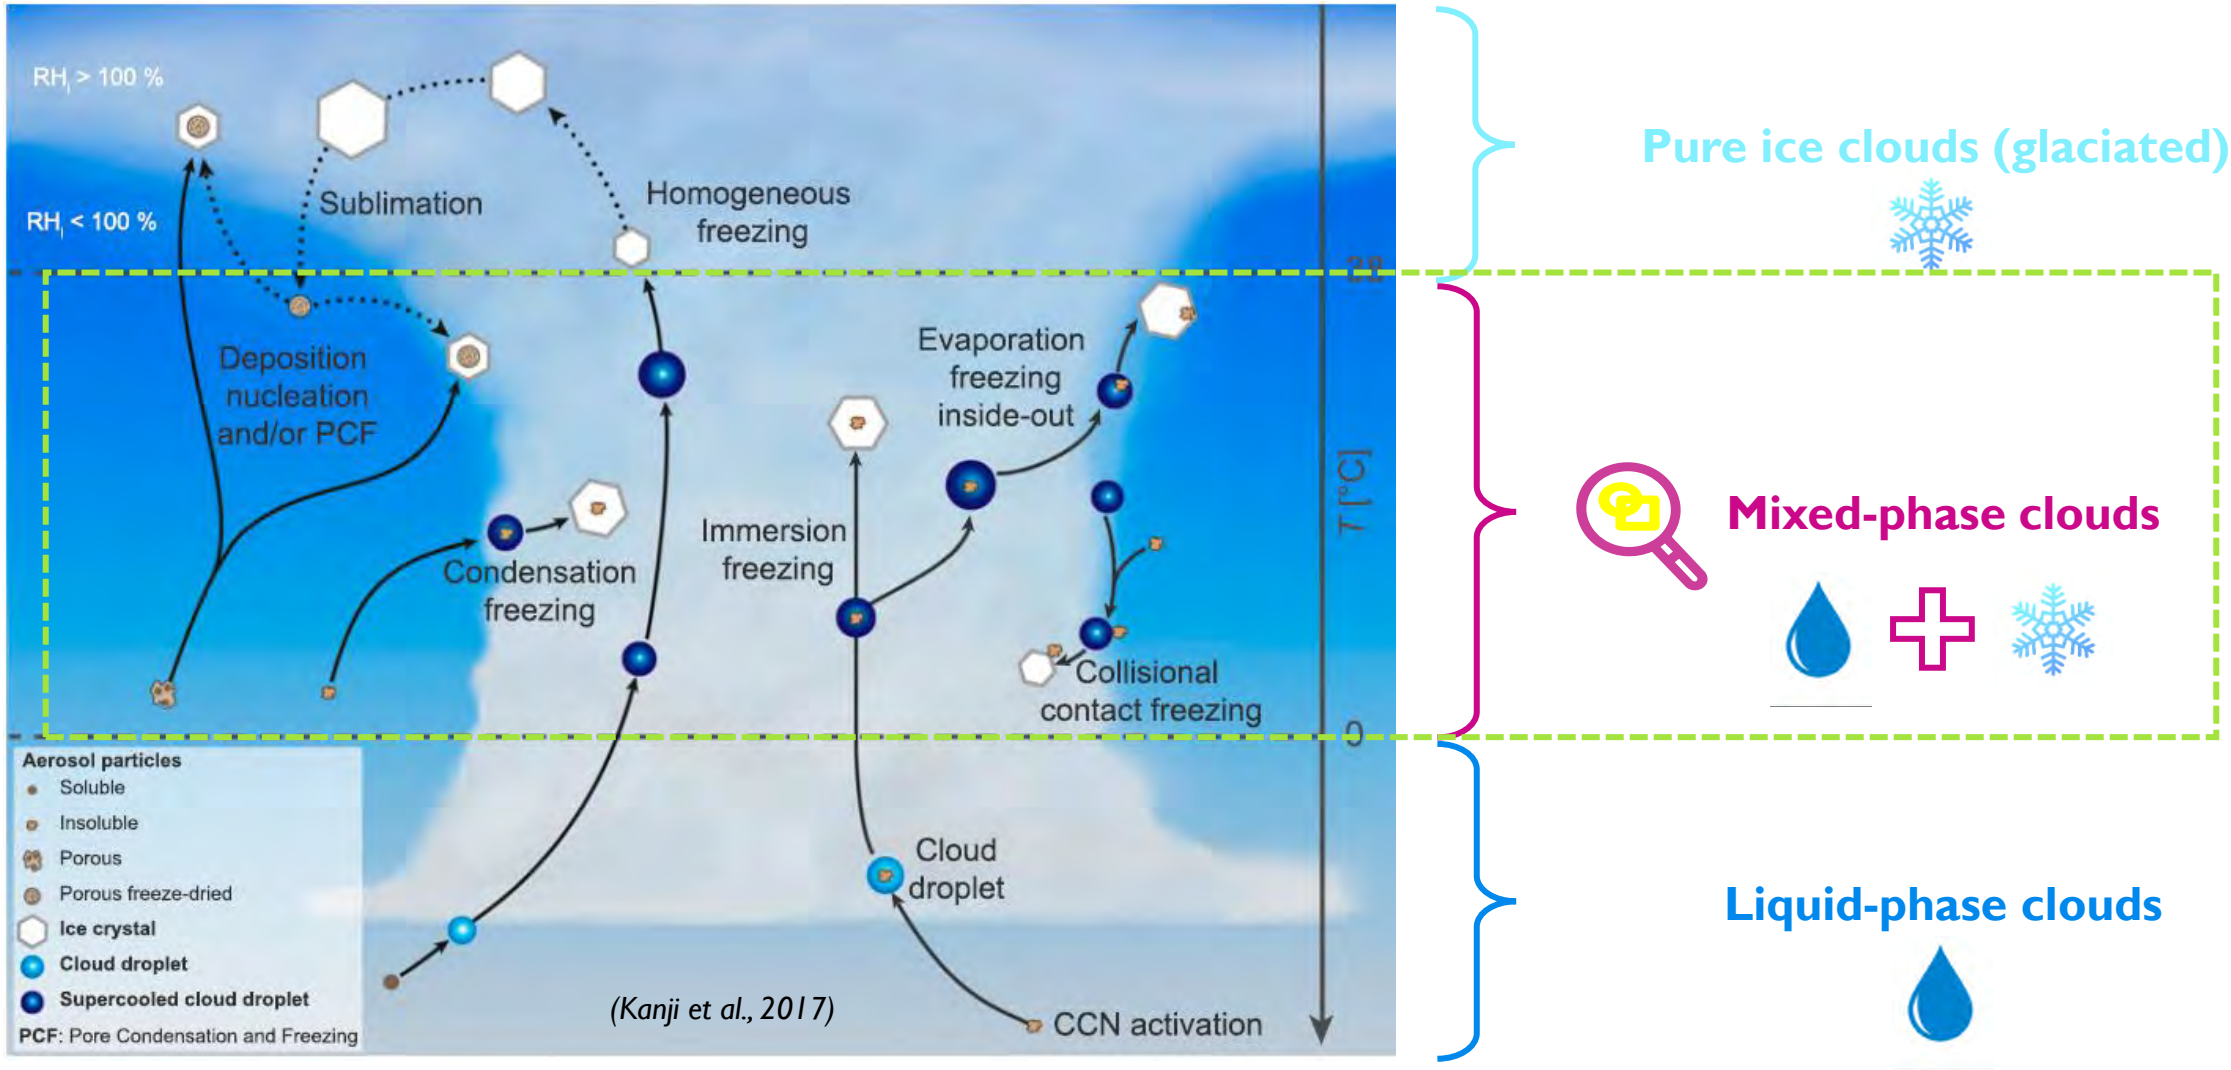 RHi > 100 %
RHi < 100 %
Sublimation
Homogeneous
freezing
Deposition
nucleation
and/or PCF
Condensation
freezing
Immersion
freezing
Evaporation
freezing
inside-out
Collisional
contact freezing
T [°C]
0
Cloud
droplet
CCN activation
(Kanji et al., 2017)
Aerosol particles
Soluble
Insoluble
Porous
Porous freeze-dried
Ice crystal
Cloud droplet
Supercooled cloud droplet
PCF: Pore Condensation and Freezing
Pure ice clouds (glaciated)
Mixed-phase clouds
Liquid-phase clouds